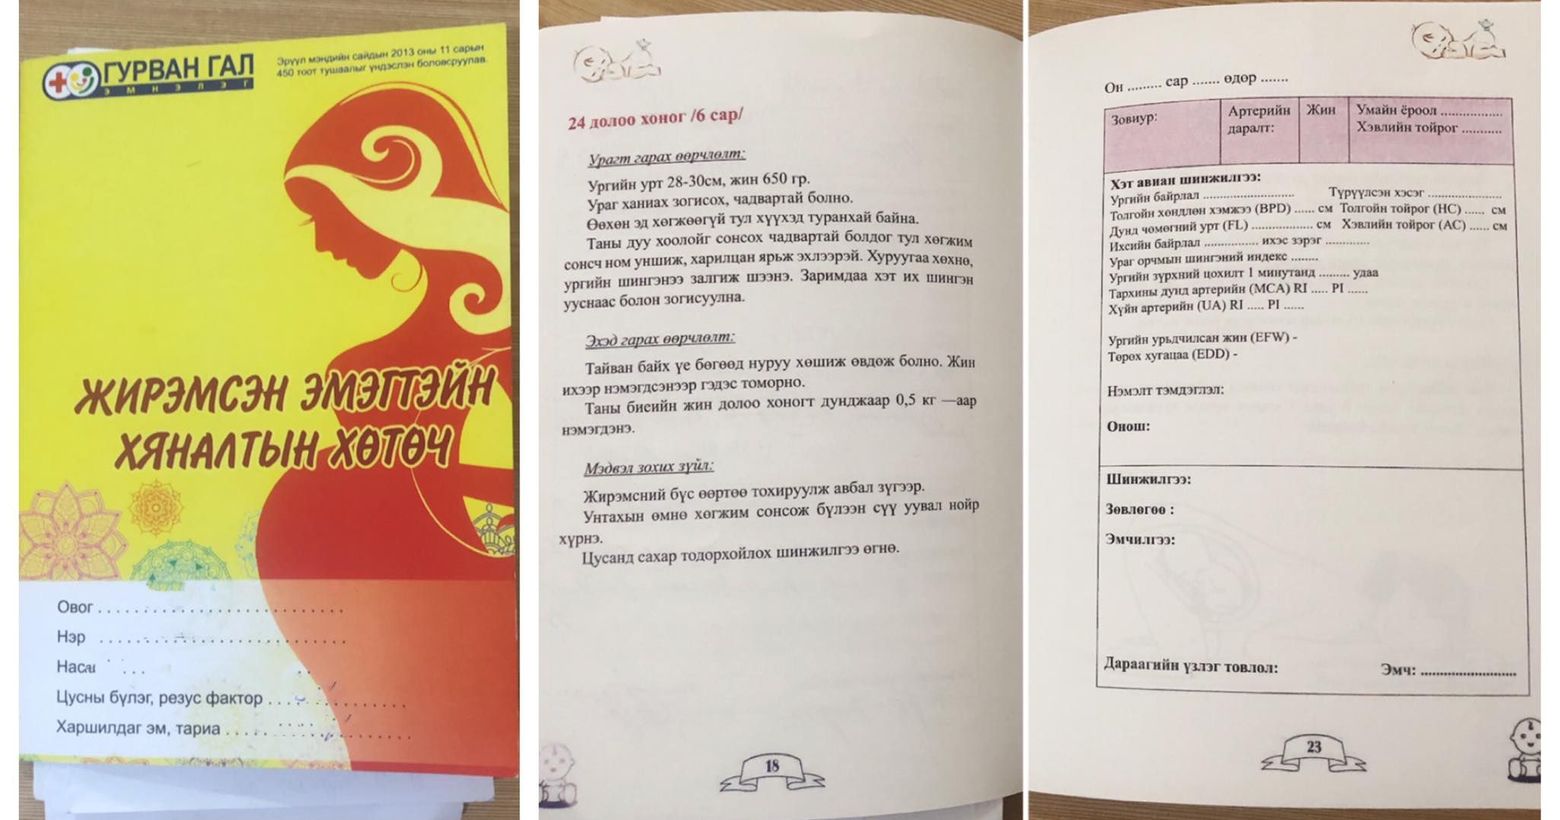 ГУРВАН ГАЛ
ЭМНЭЛЭГ
Эрүүл мэндийн сайдын 2013 оны 11 сарын
450 тоот тушаалыг үндэслэн боловсруулав.
ЖИРЭМСЭН ЭМЭГТЭЙН
ХЯНАЛТЫН ХӨТӨЧ
Овог
Нэр
Нас
Цусны бүлэг, резус фактор
Харшилдаг эм, тариа
24 долоо хоног /6 сар/
Урагт гарах өөрчлөлт:
Ургийн урт 28-30см, жин 650 гр.
Ураг ханиах зогисох, чадвартай болно.
Өөхөн эд хөгжөөгүй тул хүүхэд туранхай байна.
Таны дуу хоолойг сонсох чадвартай болдог тул хөгжим
сонсч ном уншиж, харилцан ярьж эхлээрэй. Хуруугаа хөхнө,
ургийн шингэнээ залгиж шээнэ. Заримдаа хэт их шингэн
ууснаас болон зогисуулна.
Эхэд гарах өөрчлөлт:
Тайван байх үе бөгөөд нуруу хөшиж өвдөж болно. Жин
ихээр нэмэгдсэнээр гэдэс томорно.
Таны биеийн жин долоо хоногт дунджаар 0,5 кг —аар
нэмэгдэнэ.
Мэдвэл зохих зүйл:
Жирэмсний бүс өөртөө тохируулж авбал зүгээр.
Унтахын өмнө хөгжим сонсож бүлээн сүү уувал нойр
хүрнэ.
Цусанд сахар тодорхойлох шинжилгээ өгнө.
18
Он ......... сар ....... өдөр .......
Зовиур:
Артерийн
даралт:
Жин
Умайн ёроол .................
Хэвлийн тойрог ...........
Хэт авиан шинжилгээ:
Ургийн байрлал ......................... Түрүүлсэн хэсэг ....................
Толгойн хөндлөн хэмжээ (BPD) ...... см Толгойн тойрог (HC) ...... см
Дунд чөмөгний урт (FL) .................. см Хэвлийн тойрог (AC) ...... см
Ихсийн байрлал ............... ихэс зэрэг ............
Ураг орчмын шингэний индекс ........
Ургийн зүрхний цохилт 1 минутанд ......... удаа
Тархины дунд артерийн (MCA) RI ..... PI ......
Хүйн артерийн (UA) RI ..... PI ......
Ургийн урьдчилсан жин (EFW) -
Төрөх хугацаа (EDD) -
Нэмэлт тэмдэглэл:
Онош:
Шинжилгээ:
Зөвлөгөө :
Эмчилгээ:
Дараагийн үзлэг товлол: Эмч: ..........................
23